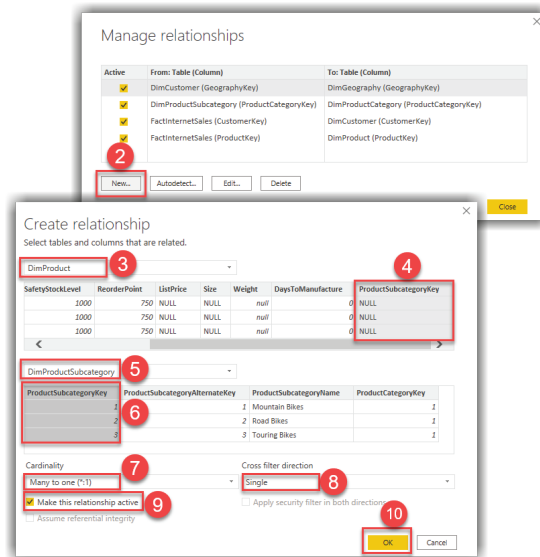 Manage relationships
Active From: Table (Column) To: Table (Column)
DimCustomer (GeographyKey) DimGeography (GeographyKey)
DimProductSubcategory (ProductCategoryKey) DimProductCategory (ProductCategoryKey)
FactInternetSales (CustomerKey) DimCustomer (CustomerKey)
FactInternetSales (ProductKey) DimProduct (ProductKey)
2
New... Autodetect... Edit... Delete
Close
Create relationship
Select tables and columns that are related.
DimProduct 3 4
SafetyStockLevel ReorderPoint ListPrice Size Weight DaysToManufacture ProductSubcategoryKey
1000 750 NULL NULL null 0 NULL
1000 750 NULL NULL null 0 NULL
1000 750 NULL NULL null 0 NULL
DimProductSubcategory 5
ProductSubcategoryKey ProductSubcategoryAlternateKey ProductSubcategoryName ProductCategoryKey
1 1 Mountain Bikes 1
2 2 Road Bikes 1
3 3 Touring Bikes 1
6
Cardinality 7 Cross filter direction
Many to one (*:1) Single 8
Make this relationship active 9 Apply security filter in both directions
Assume referential integrity
10
OK Cancel